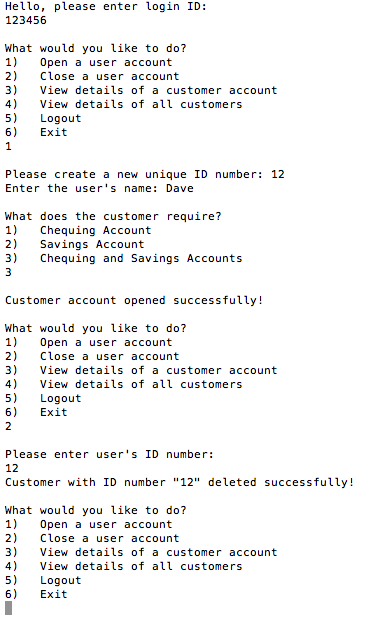 Hello, please enter login ID:
123456
What would you like to do?
1) Open a user account
2) Close a user account
3) View details of a customer account
4) View details of all customers
5) Logout
6) Exit
1
Please create a new unique ID number: 12
Enter the user's name: Dave
What does the customer require?
1) Chequing Account
2) Savings Account
3) Chequing and Savings Accounts
3
Customer account opened successfully!
What would you like to do?
1) Open a user account
2) Close a user account
3) View details of a customer account
4) View details of all customers
5) Logout
6) Exit
2
Please enter user's ID number:
12
Customer with ID number "12" deleted successfully!
What would you like to do?
1) Open a user account
2) Close a user account
3) View details of a customer account
4) View details of all customers
5) Logout
6) Exit